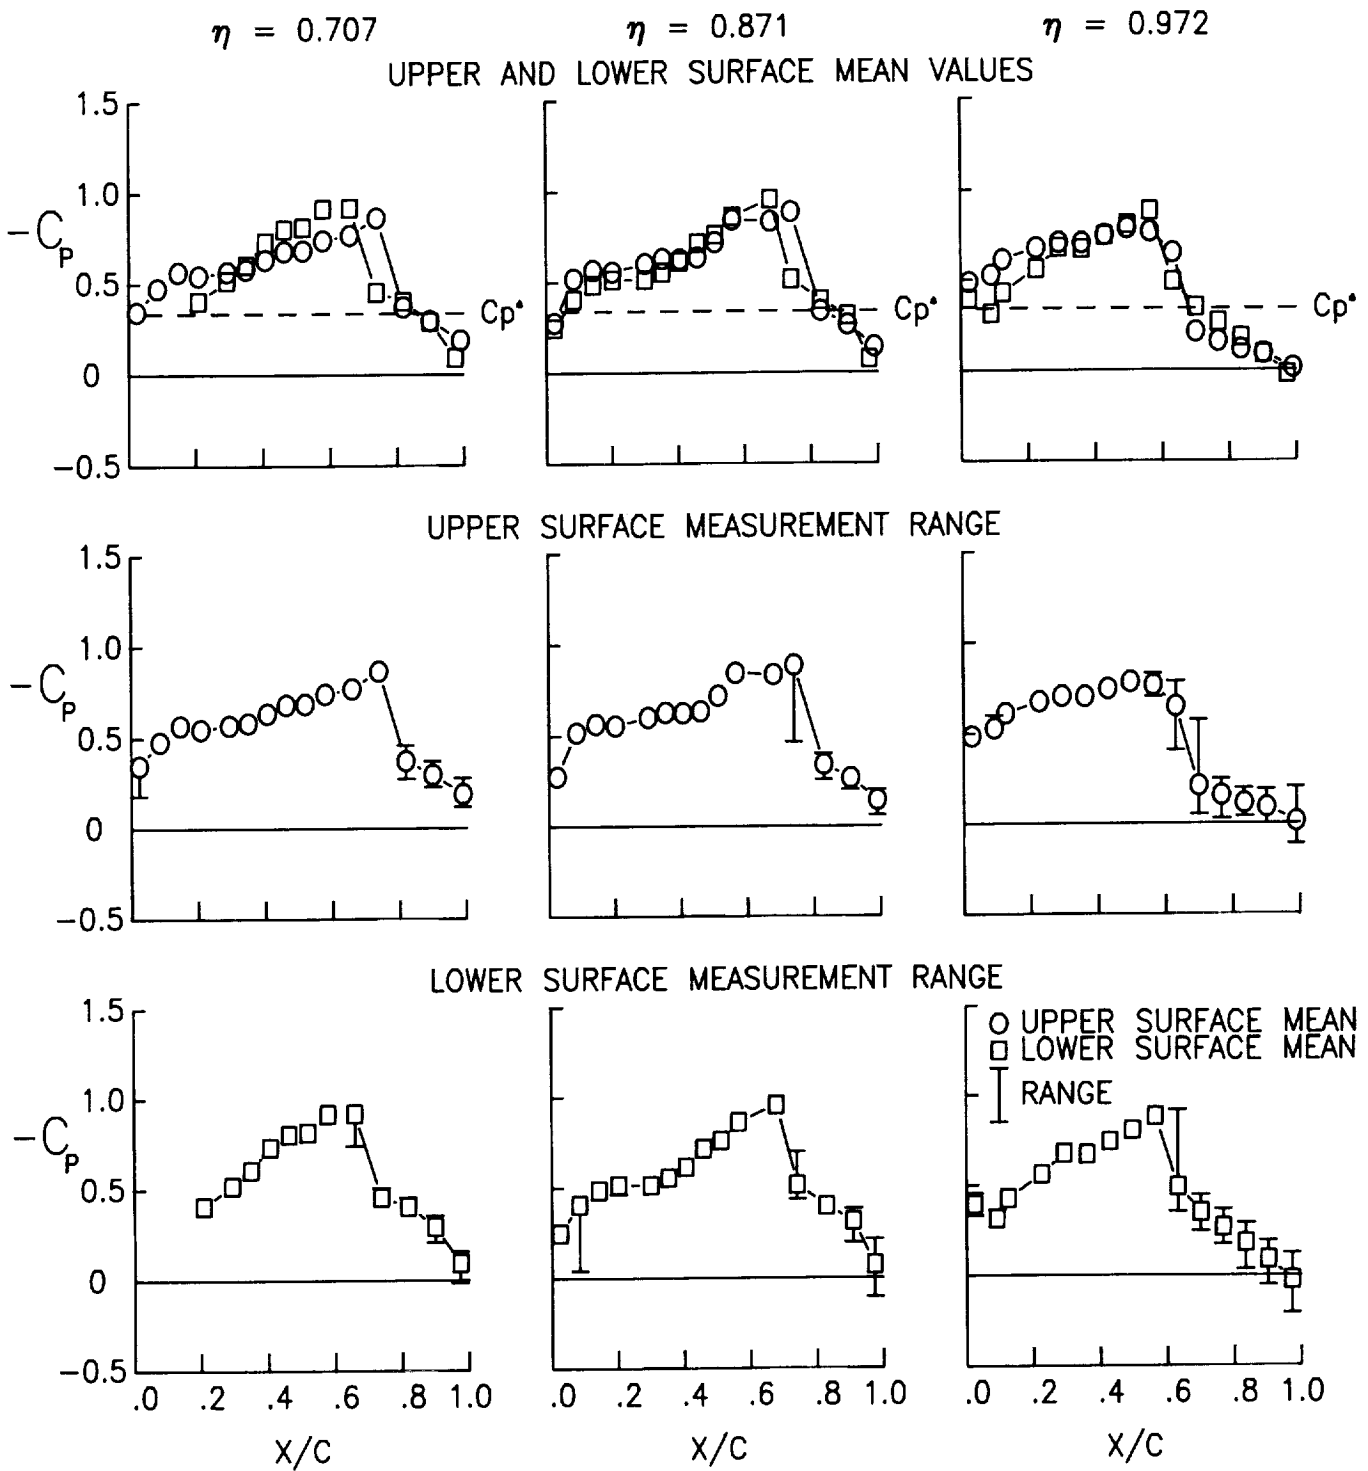 η = 0.707
η = 0.871
η = 0.972
UPPER AND LOWER SURFACE MEAN VALUES
1.5
1.0
-Cp
0.5
Cp*
Cp*
Cp*
0
-0.5
UPPER SURFACE MEASUREMENT RANGE
1.5
1.0
-Cp
0.5
0
-0.5
LOWER SURFACE MEASUREMENT RANGE
1.5
UPPER SURFACE MEAN
LOWER SURFACE MEAN
RANGE
1.0
-Cp
0.5
0
-0.5
.0 .2 .4 .6 .8 1.0
.0 .2 .4 .6 .8 1.0
.0 .2 .4 .6 .8 1.0
X/C
X/C
X/C